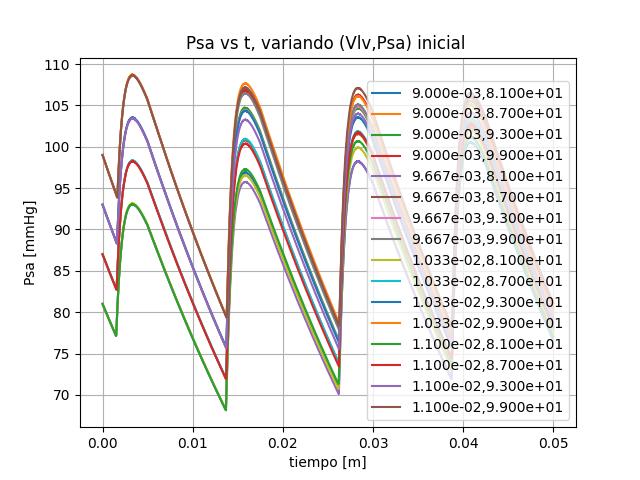 Psa vs t, variando (Vlv,Psa) inicial
110
105
100
95
90
85
80
75
70
Psa [mmHg]
9.000e-03,8.100e+01
9.000e-03,8.700e+01
9.000e-03,9.300e+01
9.000e-03,9.900e+01
9.667e-03,8.100e+01
9.667e-03,8.700e+01
9.667e-03,9.300e+01
9.667e-03,9.900e+01
1.033e-02,8.100e+01
1.033e-02,8.700e+01
1.033e-02,9.300e+01
1.033e-02,9.900e+01
1.100e-02,8.100e+01
1.100e-02,8.700e+01
1.100e-02,9.300e+01
1.100e-02,9.900e+01
0.00 0.01 0.02 0.03 0.04 0.05
tiempo [m]